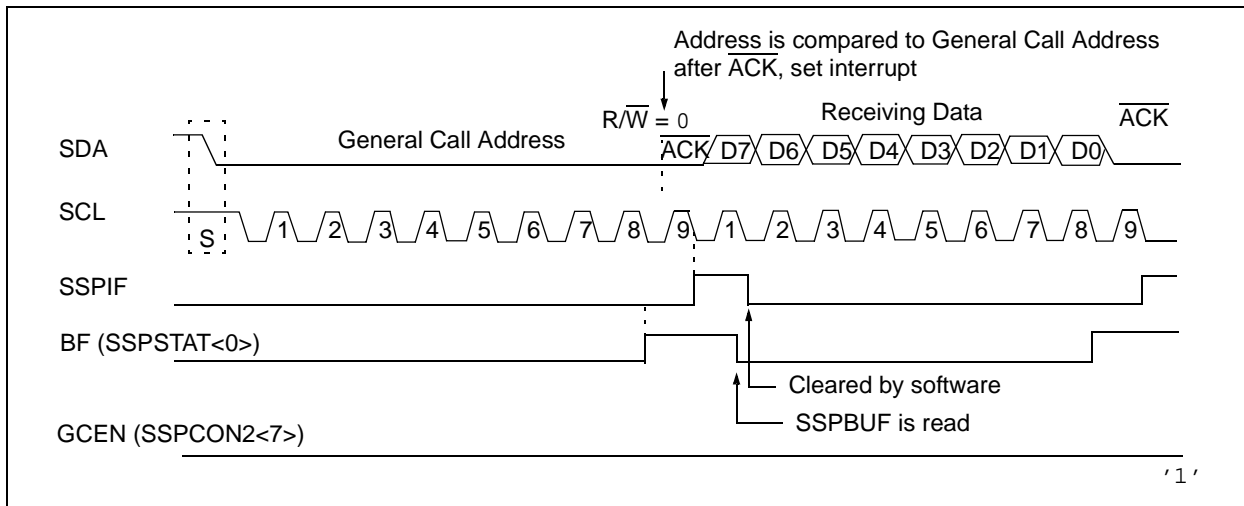 Address is compared to General Call Address
after ACK, set interrupt
R/W = 0
Receiving Data
ACK
General Call Address
SDA
ACK D7 D6 D5 D4 D3 D2 D1 D0
SCL
S
1 2 3 4 5 6 7 8 9 1 2 3 4 5 6 7 8 9
SSPIF
BF (SSPSTAT<0>)
Cleared by software
SSPBUF is read
GCEN (SSPCON2<7>)
'1'